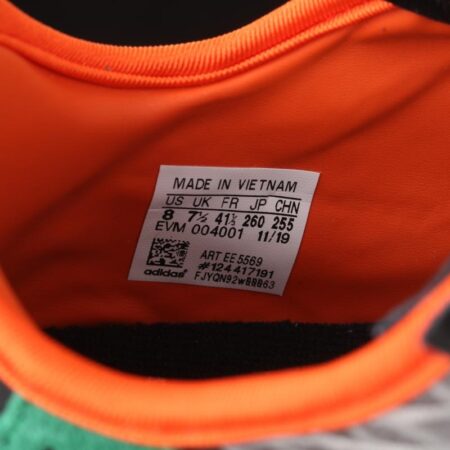 MADE IN VIETNAM
US UK FR JP CHN
8 7½ 41⅓ 260 255
EVM 004001 11/19
ART EE5569
#124417191
adidas FJYQN92wBBB63